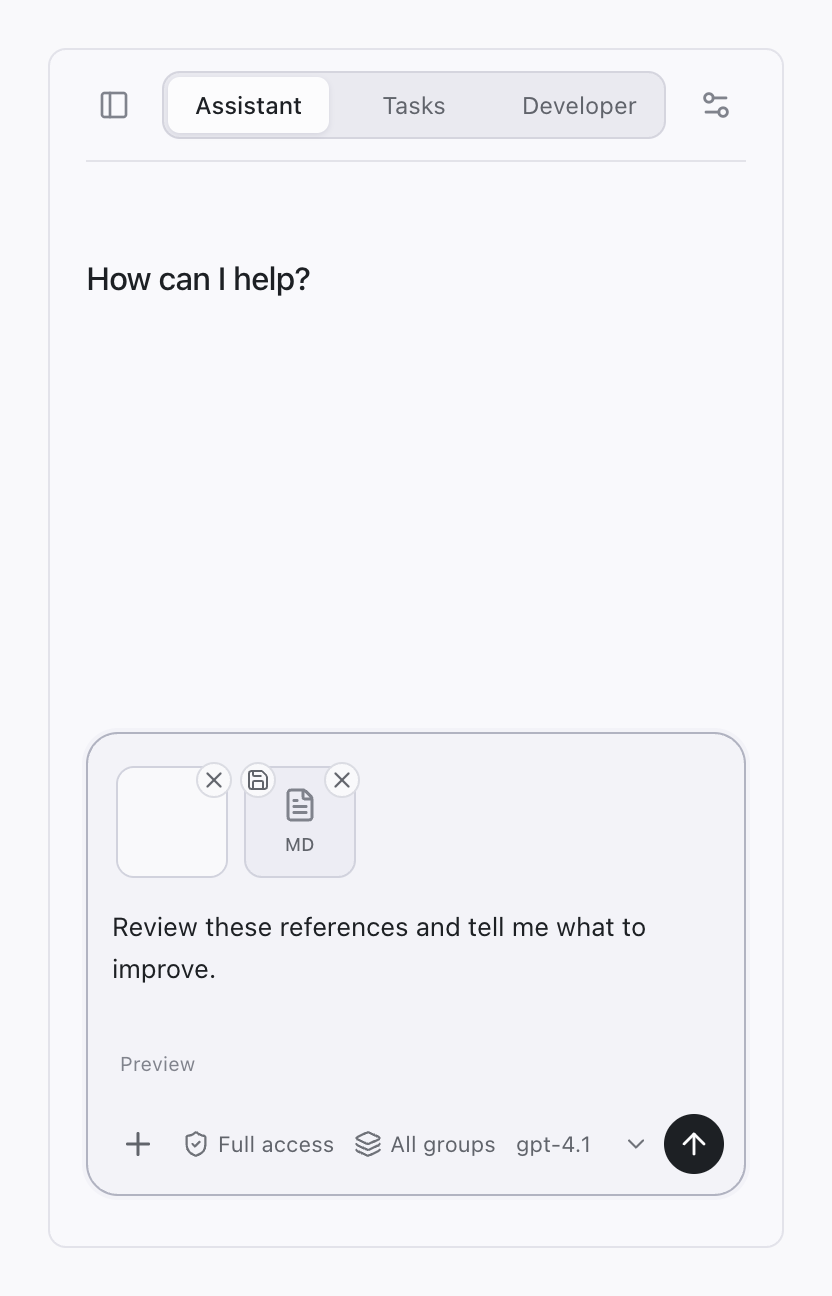 Assistant Tasks Developer
How can I help?
MD
Review these references and tell me what to
improve.
Preview
Full access All groups gpt-4.1